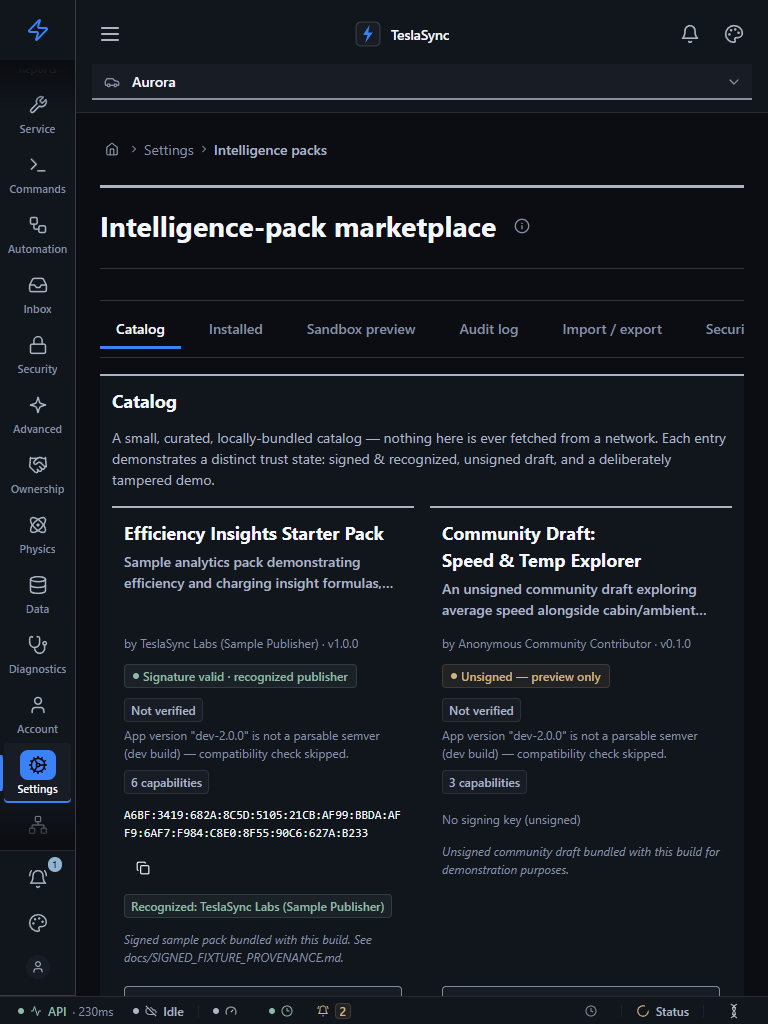 TeslaSync
Aurora
Service
Commands
Automation
Inbox
Security
Advanced
Ownership
Physics
Data
Diagnostics
Account
Settings
1
Settings
Intelligence packs
Intelligence-pack marketplace
Catalog
Installed
Sandbox preview
Audit log
Import / export
Securi
Catalog
A small, curated, locally-bundled catalog — nothing here is ever fetched from a network. Each entry
demonstrates a distinct trust state: signed & recognized, unsigned draft, and a deliberately
tampered demo.
Efficiency Insights Starter Pack
Sample analytics pack demonstrating
efficiency and charging insight formulas,...
by TeslaSync Labs (Sample Publisher) · v1.0.0
Signature valid · recognized publisher
Not verified
App version "dev-2.0.0" is not a parsable semver
(dev build) — compatibility check skipped.
6 capabilities
A6BF:3419:682A:8C5D:5105:21CB:AF99:BBDA:AF
F9:6AF7:F984:C8E0:8F55:90C6:627A:B233
Recognized: TeslaSync Labs (Sample Publisher)
Signed sample pack bundled with this build. See
docs/SIGNED_FIXTURE_PROVENANCE.md.
Community Draft:
Speed & Temp Explorer
An unsigned community draft exploring
average speed alongside cabin/ambient...
by Anonymous Community Contributor · v0.1.0
Unsigned — preview only
Not verified
App version "dev-2.0.0" is not a parsable semver
(dev build) — compatibility check skipped.
3 capabilities
No signing key (unsigned)
Unsigned community draft bundled with this build for
demonstration purposes.
API · 230ms
Idle
2
Status